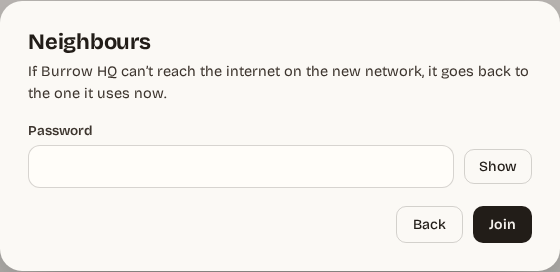 Neighbours
If Burrow HQ can't reach the internet on the new network, it goes back to
the one it uses now.
Password
Show
Back
Join